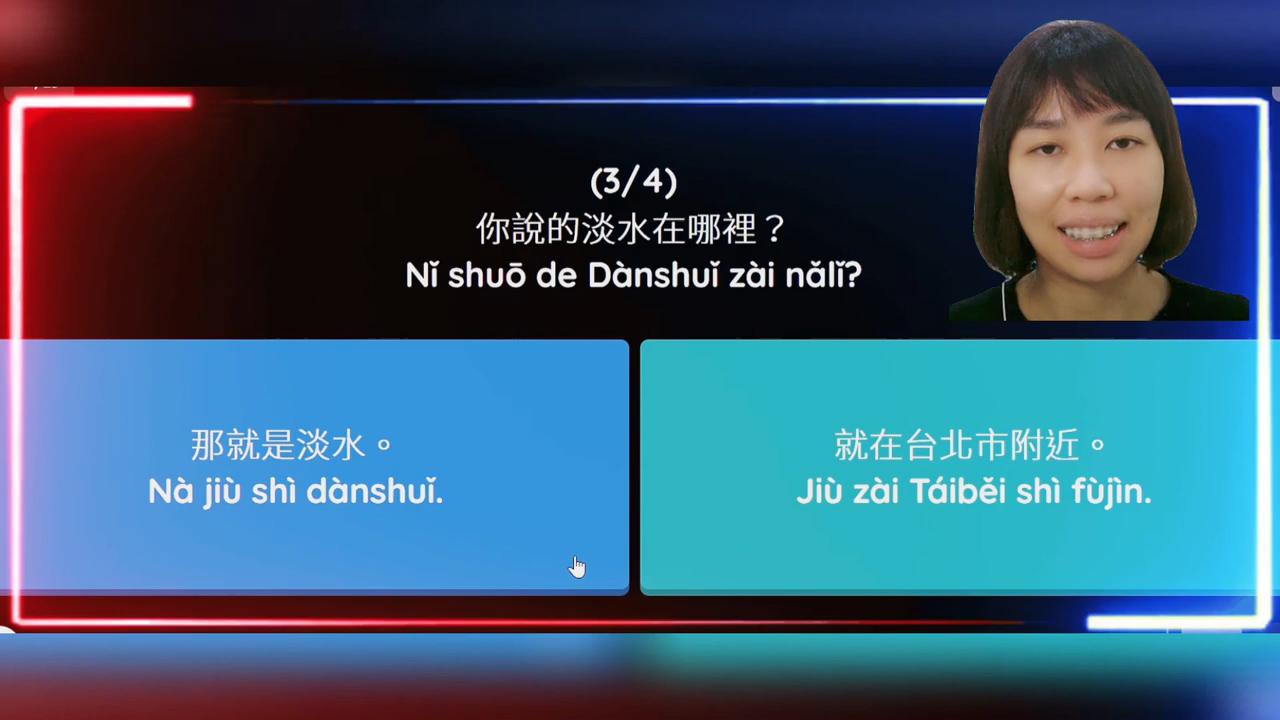 (3/4)
你說的淡水在哪裡？
Nǐ shuō de Dànshuǐ zài nǎlǐ?
那就是淡水。
Nà jiù shì dànshuǐ.
就在台北市附近。
Jiù zài Táiběi shì fùjìn.